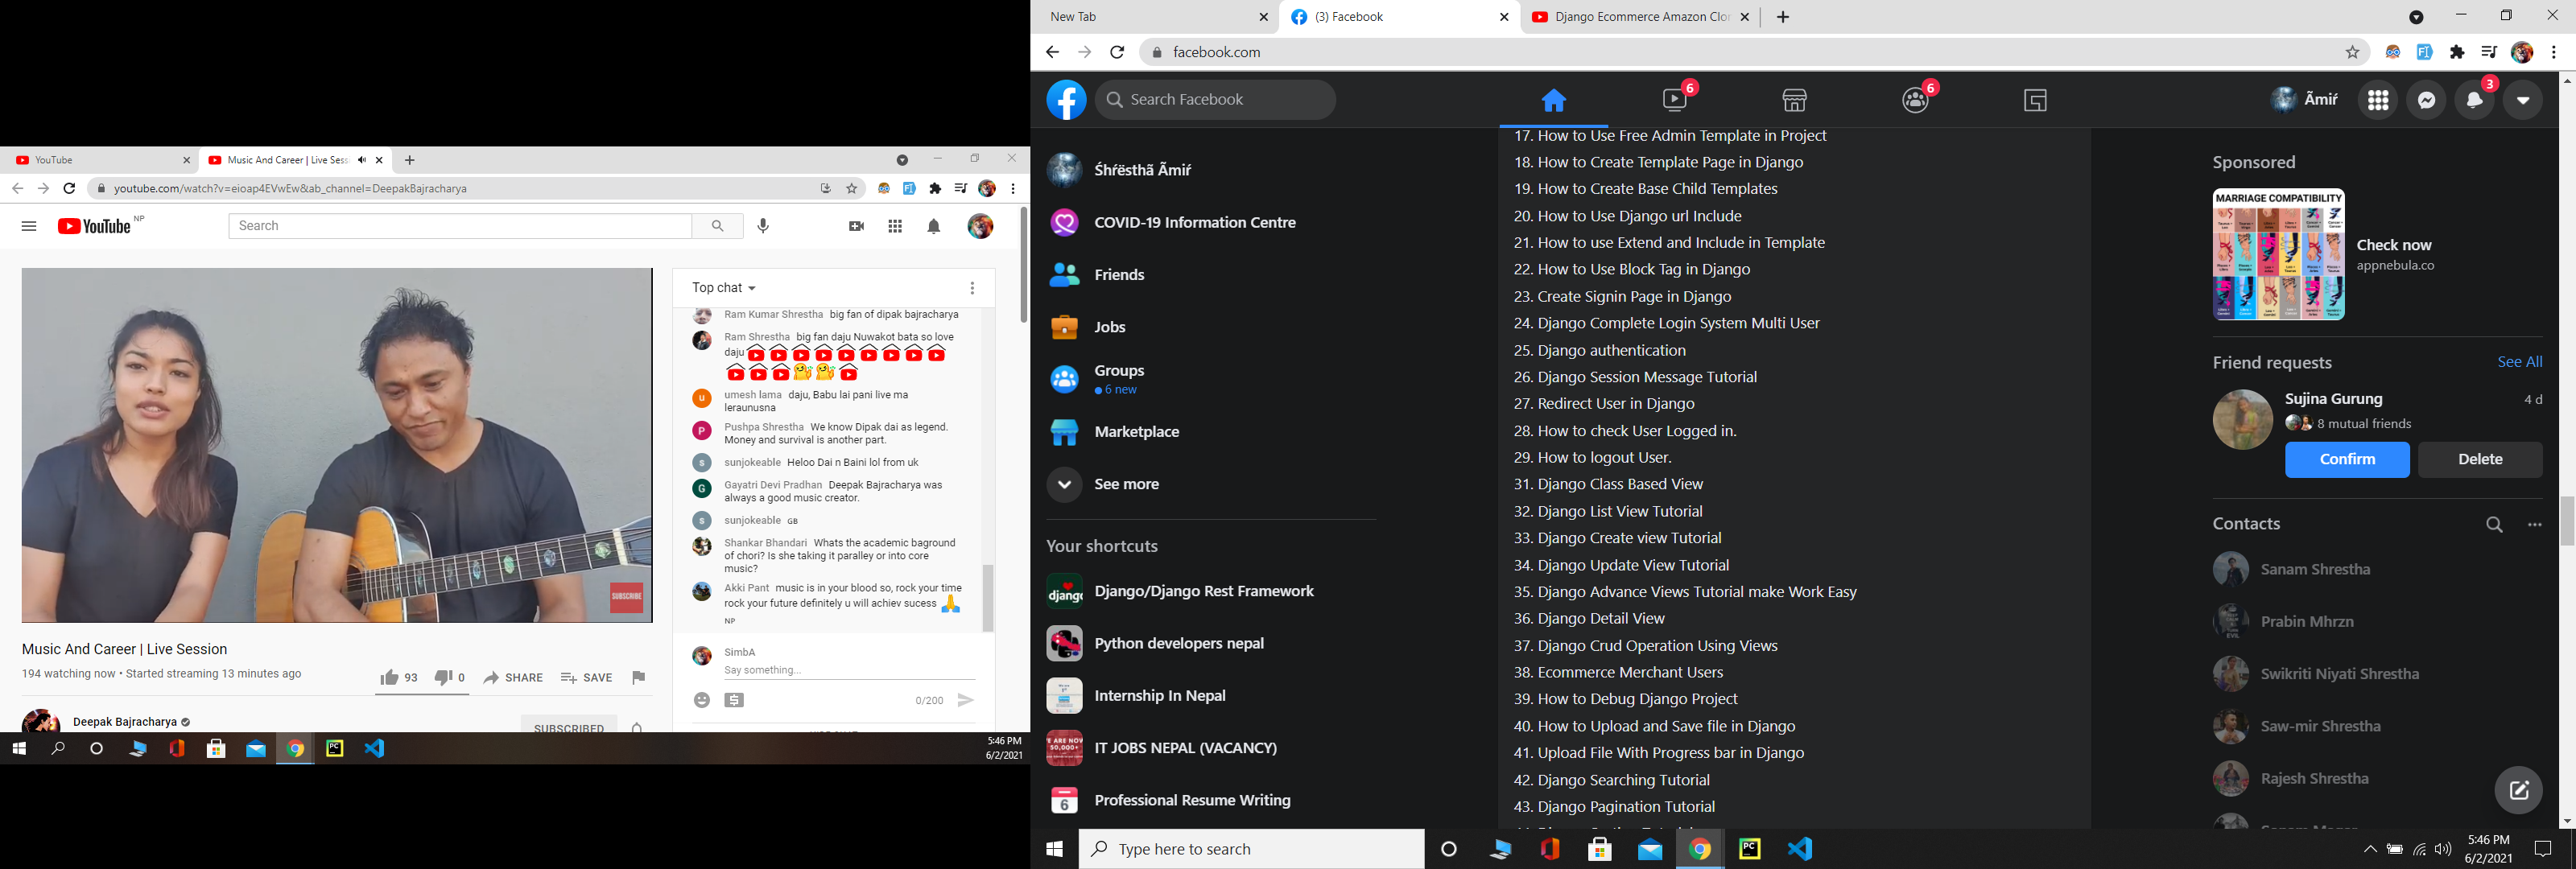 YouTube
Music And Career | Live Sess
youtube.com/watch?v=eioap4EVwEw&ab_channel=DeepakBajracharya
YouTube NP
Search
Top chat
Ram Kumar Shrestha big fan of dipak bajracharya
Ram Shrestha big fan daju Nuwakot bata so love
daju
umesh lama daju, Babu lai pani live ma
leraunusna
Pushpa Shrestha We know Dipak dai as legend.
Money and survival is another part.
sunjokeable Heloo Dai n Baini lol from uk
Gayatri Devi Pradhan Deepak Bajracharya was
always a good music creator.
sunjokeable GB
Shankar Bhandari Whats the academic baground
of chori? Is she taking it paralley or into core
music?
Akki Pant music is in your blood so, rock your time
rock your future definitely u will achiev sucess 🙏
NP
SimbA
Say something...
0/200
SUBSCRIBE
Music And Career | Live Session
194 watching now • Started streaming 13 minutes ago
93
0
SHARE
SAVE
Deepak Bajracharya
SUBSCRIBED
5:46 PM
6/2/2021
New Tab
(3) Facebook
Django Ecommerce Amazon Clo
facebook.com
Search Facebook
6
6
Ãmiŕ
3
Śhŕësthã Ãmiŕ
COVID-19 Information Centre
Friends
Jobs
Groups
6 new
Marketplace
See more
Your shortcuts
django
Django/Django Rest Framework
Python developers nepal
Internship In Nepal
E ARE NOW
50,000+
IT JOBS NEPAL (VACANCY)
6
Professional Resume Writing
17. How to Use Free Admin Template in Project
18. How to Create Template Page in Django
19. How to Create Base Child Templates
20. How to Use Django url Include
21. How to use Extend and Include in Template
22. How to Use Block Tag in Django
23. Create Signin Page in Django
24. Django Complete Login System Multi User
25. Django authentication
26. Django Session Message Tutorial
27. Redirect User in Django
28. How to check User Logged in.
29. How to logout User.
31. Django Class Based View
32. Django List View Tutorial
33. Django Create view Tutorial
34. Django Update View Tutorial
35. Django Advance Views Tutorial make Work Easy
36. Django Detail View
37. Django Crud Operation Using Views
38. Ecommerce Merchant Users
39. How to Debug Django Project
40. How to Upload and Save file in Django
41. Upload File With Progress bar in Django
42. Django Searching Tutorial
43. Django Pagination Tutorial
Sponsored
MARRIAGE COMPATIBILITY
Check now
appnebula.co
Friend requests
See All
Sujina Gurung
4 d
8 mutual friends
Confirm
Delete
Contacts
Sanam Shrestha
Prabin Mhrzn
Swikriti Niyati Shrestha
Saw-mir Shrestha
Rajesh Shrestha
Type here to search
PC
5:46 PM
6/2/2021